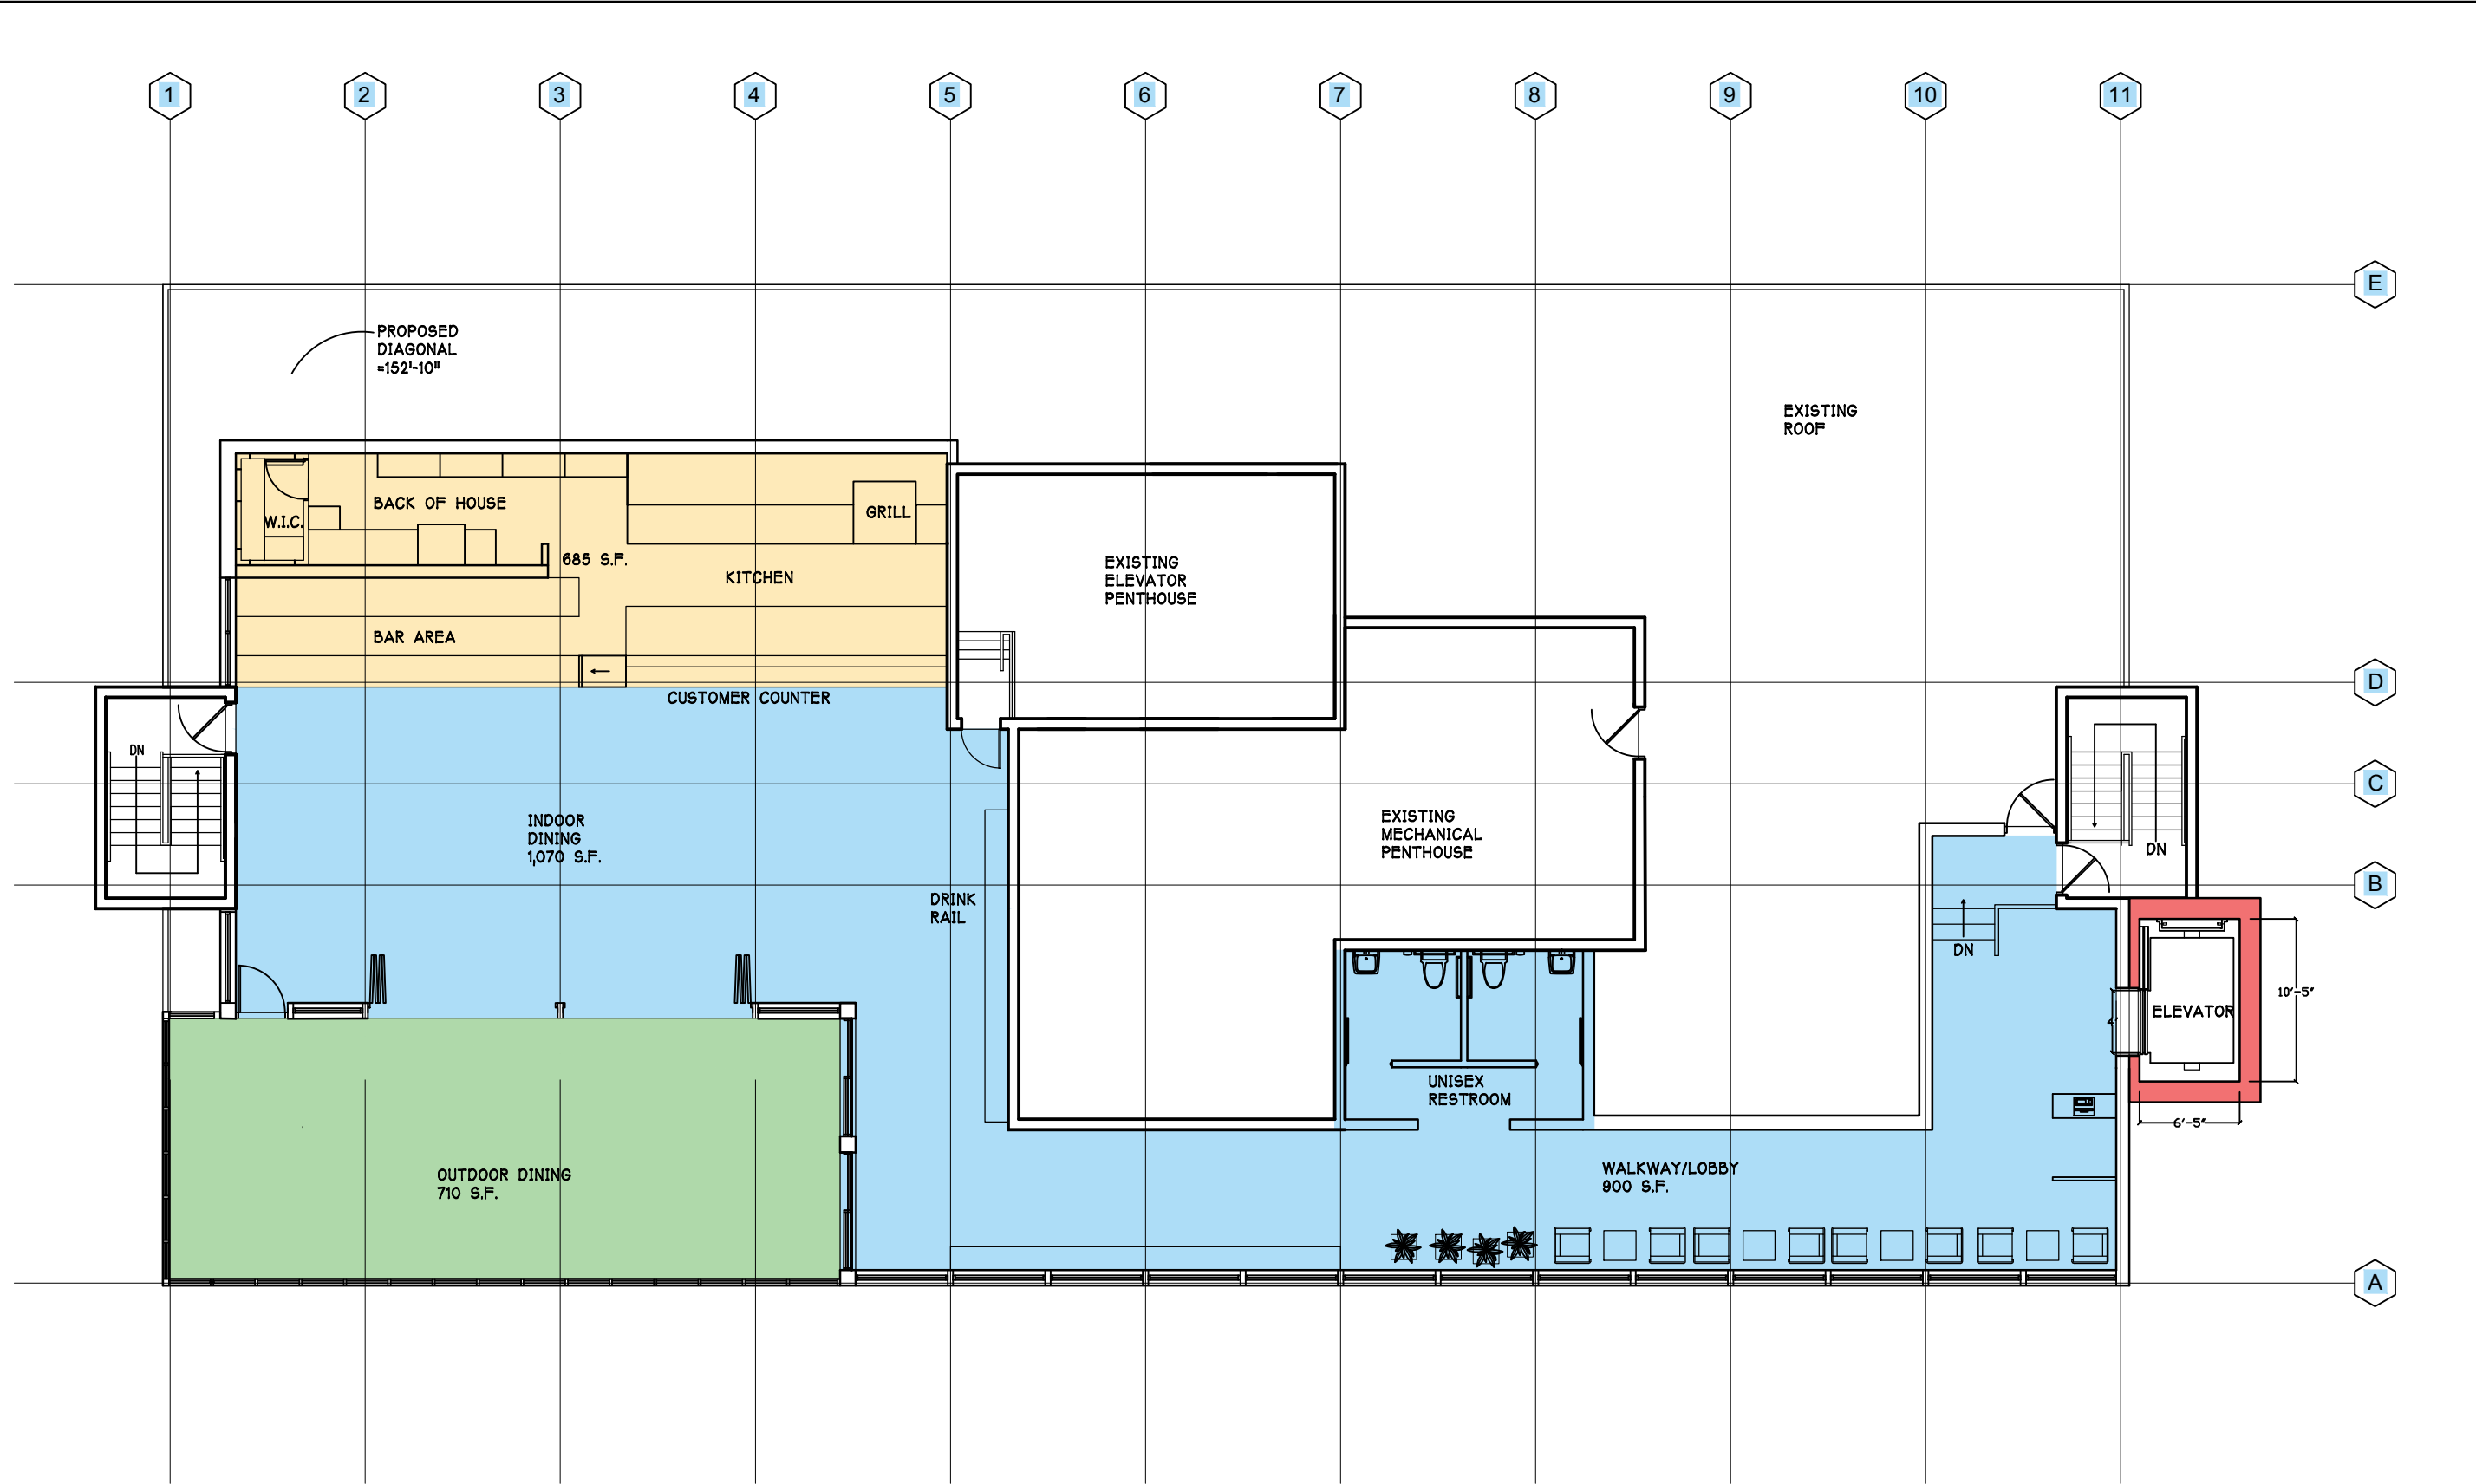 1
2
3
4
5
6
7
8
9
10
11
E
PROPOSED
DIAGONAL
=152'-10"
EXISTING
ROOF
BACK OF HOUSE
W.I.C.
GRILL
685 S.F.
KITCHEN
EXISTING
ELEVATOR
PENTHOUSE
BAR AREA
D
CUSTOMER COUNTER
DN
C
INDOOR
DINING
1,070 S.F.
EXISTING
MECHANICAL
PENTHOUSE
DN
B
DRINK
RAIL
DN
10'-5"
ELEVATOR
4'
UNISEX
RESTROOM
6'-5"
OUTDOOR DINING
710 S.F.
WALKWAY/LOBBY
900 S.F.
A